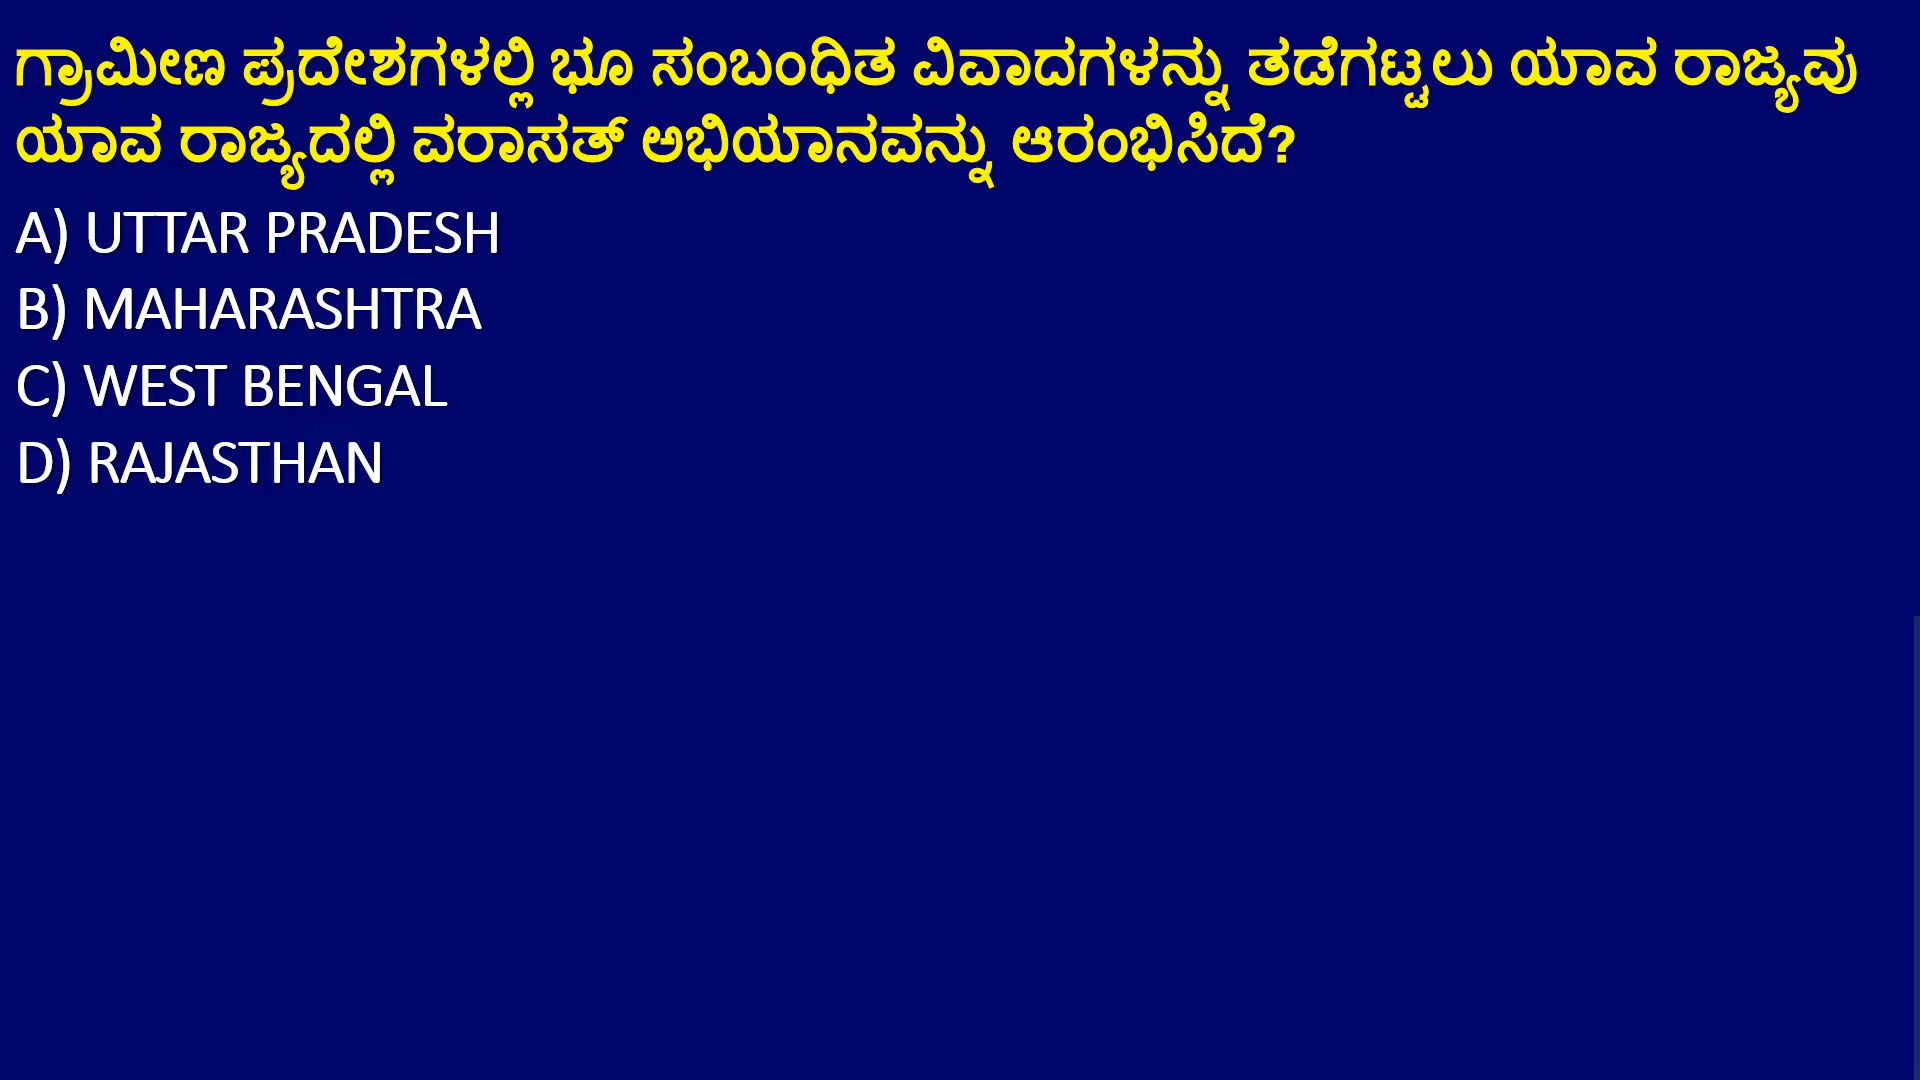 ಗ್ರಾಮೀಣ ಪ್ರದೇಶಗಳಲ್ಲಿ ಭೂ ಸಂಬಂಧಿತ ವಿವಾದಗಳನ್ನು ತಡೆಗಟ್ಟಲು ಯಾವ ರಾಜ್ಯವು
ಯಾವ ರಾಜ್ಯದಲ್ಲಿ ವರಾಸತ್ ಅಭಿಯಾನವನ್ನು ಆರಂಭಿಸಿದೆ?
A) UTTAR PRADESH
B) MAHARASHTRA
C) WEST BENGAL
D) RAJASTHAN